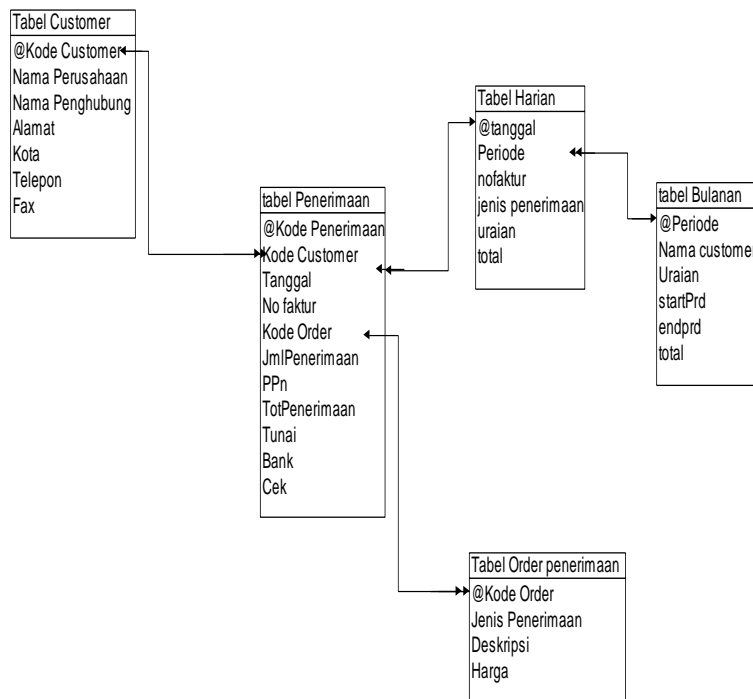 Tabel Customer
@Kode Customer
Nama Perusahaan
Nama Penghubung
Alamat
Kota
Telepon
Fax
tabel Penerimaan
@Kode Penerimaan
Kode Customer
Tanggal
No faktur
Kode Order
JmlPenerimaan
PPn
TotPenerimaan
Tunai
Bank
Cek
Tabel Harian
@tanggal
Periode
nofaktur
jenis penerimaan
uraian
total
tabel Bulanan
@Periode
Nama customer
Uraian
startPrd
endprd
total
Tabel Order penerimaan
@Kode Order
Jenis Penerimaan
Deskripsi
Harga